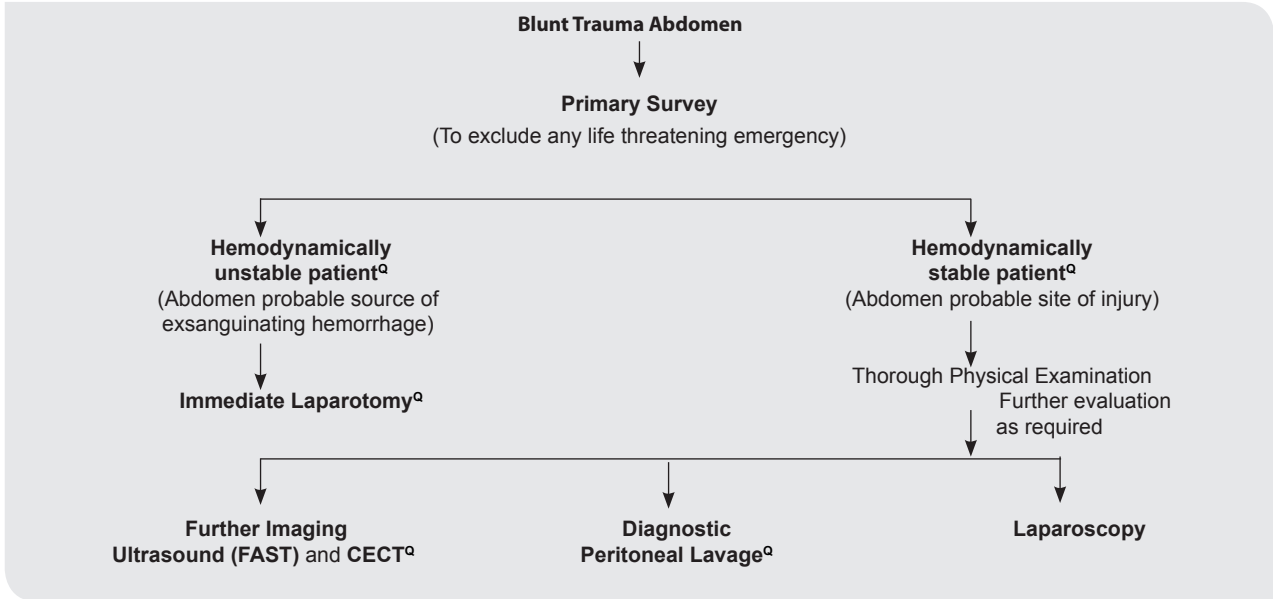 Blunt Trauma Abdomen
Primary Survey
(To exclude any life threatening emergency)
Hemodynamically
unstable patientQ
(Abdomen probable source of
exsanguinating hemorrhage)
Immediate LaparotomyQ
Hemodynamically
stable patientQ
(Abdomen probable site of injury)
Thorough Physical Examination
Further evaluation
as required
Further Imaging
Ultrasound (FAST) and CECTQ
Diagnostic
Peritoneal LavageQ
Laparoscopy